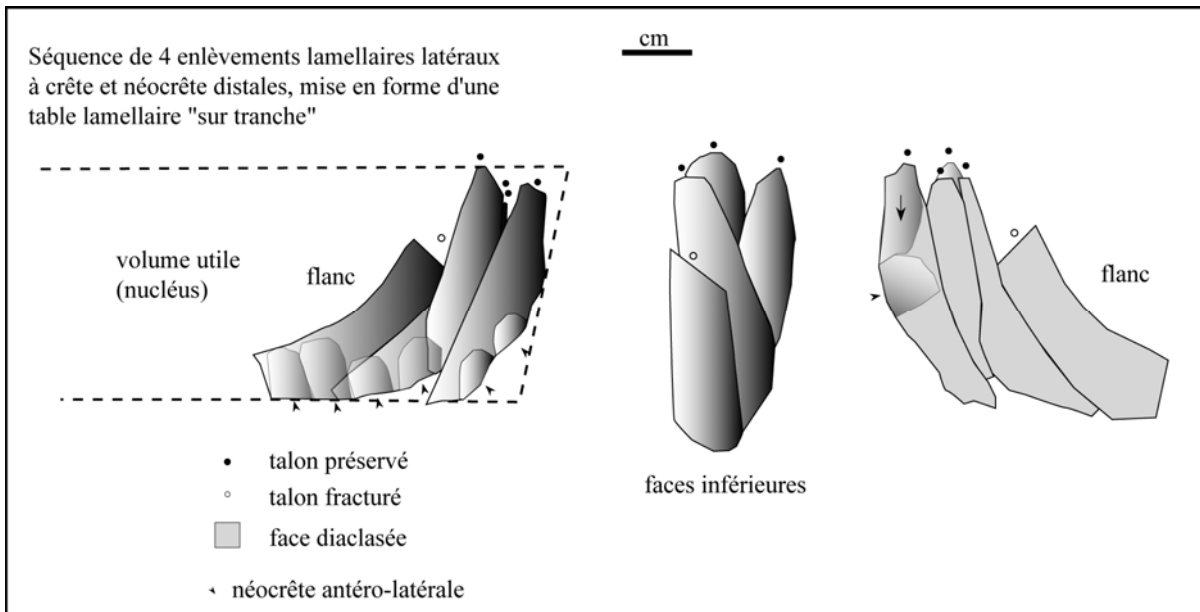 Séquence de 4 enlèvements lamellaires latéraux
à crête et néocrête distales, mise en forme d'une
table lamellaire "sur tranche"
cm
volume utile
(nucléus)
flanc
flanc
talon préservé
talon fracturé
face diaclasée
néocrête antéro-latérale
faces inférieures